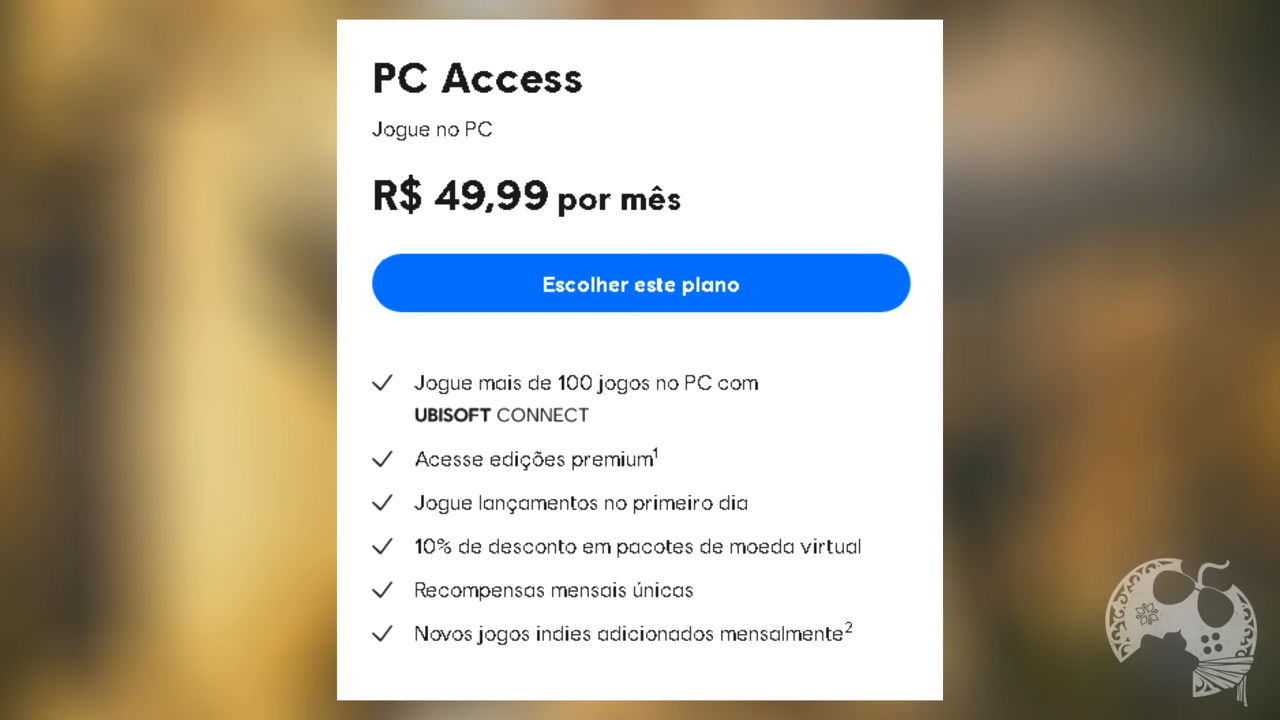 PC Access
Jogue no PC
R$ 49,99 por mês
Escolher este plano
Jogue mais de 100 jogos no PC com
UBISOFT CONNECT
Acesse edições premium¹
Jogue lançamentos no primeiro dia
10% de desconto em pacotes de moeda virtual
Recompensas mensais únicas
Novos jogos indies adicionados mensalmente²